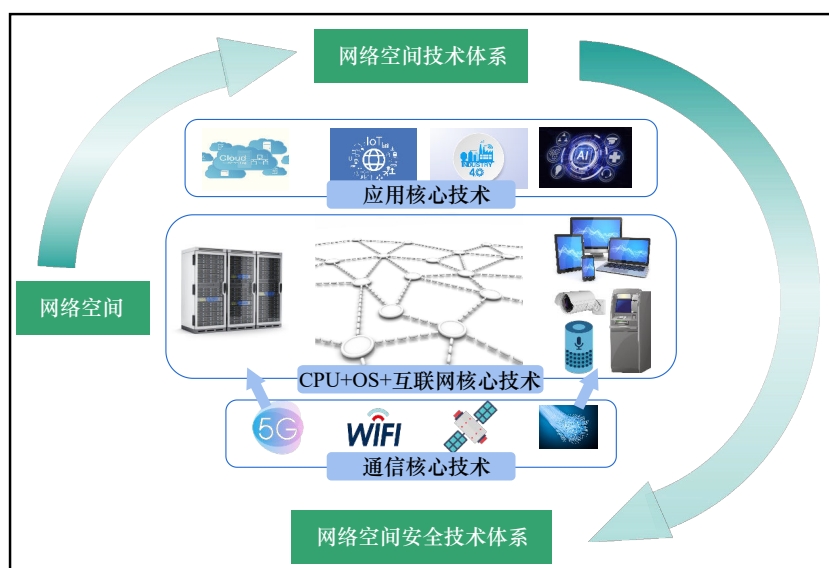 网络空间技术体系
Cloud
IoT
INDUSTRY
4.0
AI
应用核心技术
网络空间
CPU+OS+互联网核心技术
5G
WiFi
通信核心技术
网络空间安全技术体系